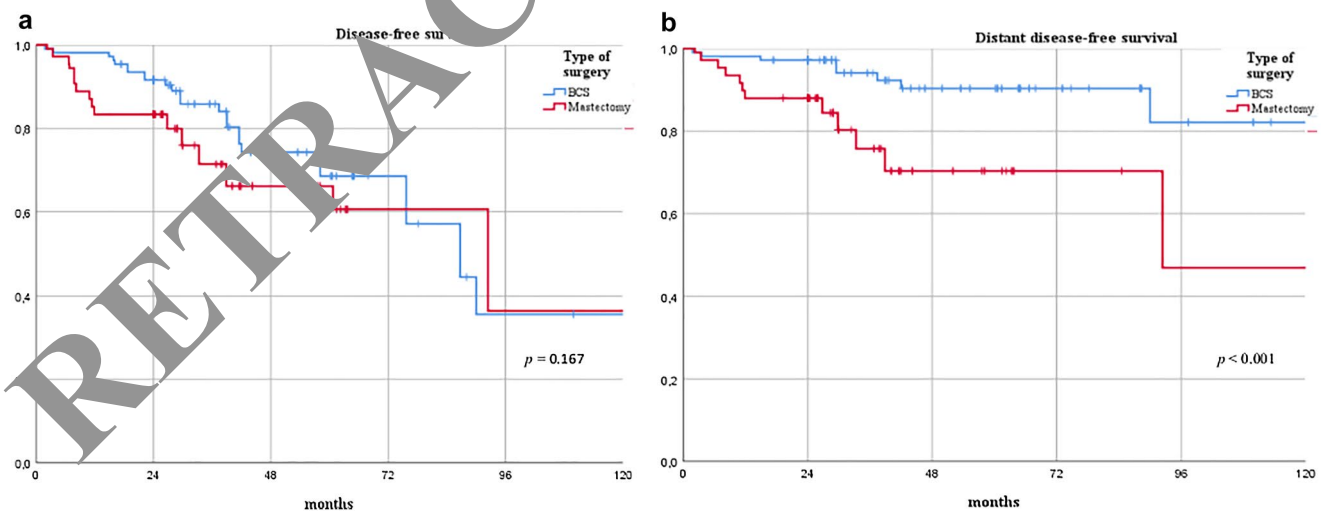 a
Disease-free
Type of
surgery
BCS
Mastectomy
1,0
0,8
0,6
0,4
0,0
p = 0.167
0 24 48 72 96 120
months
RETRAC
b
Distant disease-free survival
Type of
surgery
BCS
Mastectomy
1,0
0,8
0,6
0,4
0,2
0,0
p < 0.001
0 24 48 72 96 120
months